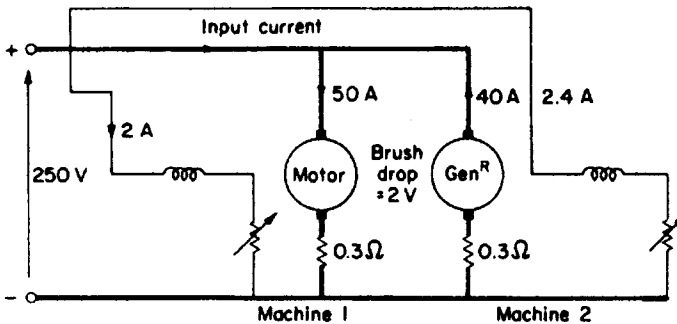 Input current
+
50 A
40 A
2.4 A
2 A
250 V
Motor
Brush
drop
= 2 V
Genᴿ
0.3Ω
0.3Ω
−
Machine 1
Machine 2